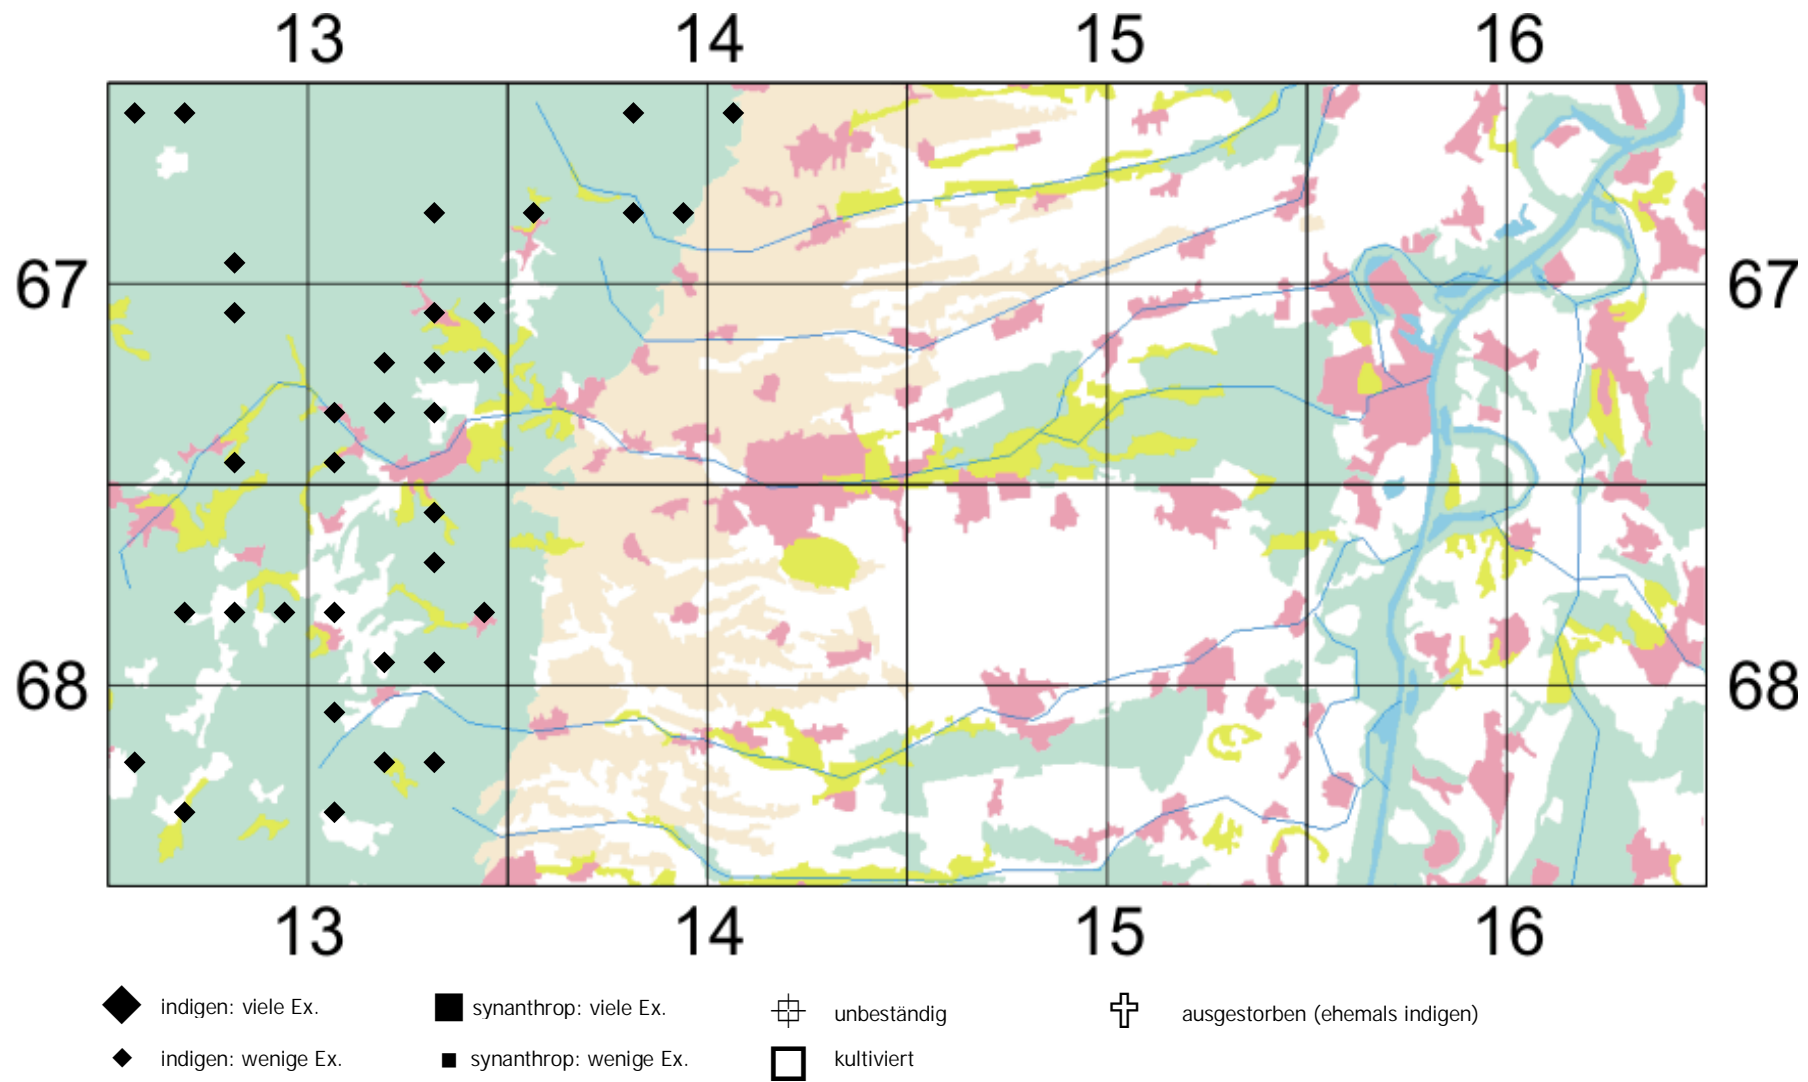 13 14 15 16
67 67
68 68
13 14 15 16
indigen: viele Ex. synanthrop: viele Ex. unbeständig ausgestorben (ehemals indigen)
indigen: wenige Ex. synanthrop: wenige Ex. kultiviert